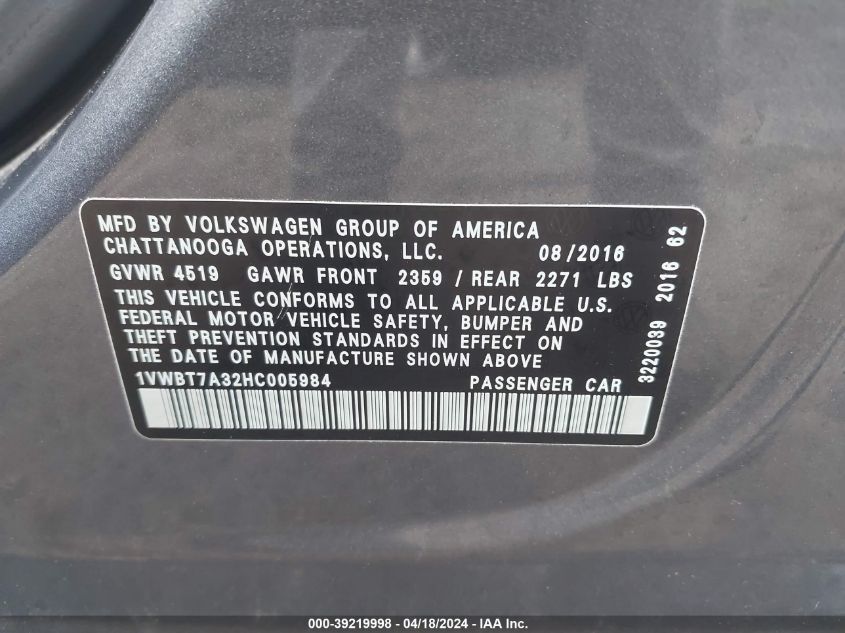 MFD BY VOLKSWAGEN GROUP OF AMERICA
CHATTANOOGA OPERATIONS, LLC. 08/2016
GVWR 4519 GAWR FRONT 2359 / REAR 2271 LBS
THIS VEHICLE CONFORMS TO ALL APPLICABLE U.S.
FEDERAL MOTOR VEHICLE SAFETY, BUMPER AND
THEFT PREVENTION STANDARDS IN EFFECT ON
THE DATE OF MANUFACTURE SHOWN ABOVE
1VWBT7A32HC005984 PASSENGER CAR
3220039 2016 62
000-39219998 - 04/18/2024 - IAA Inc.